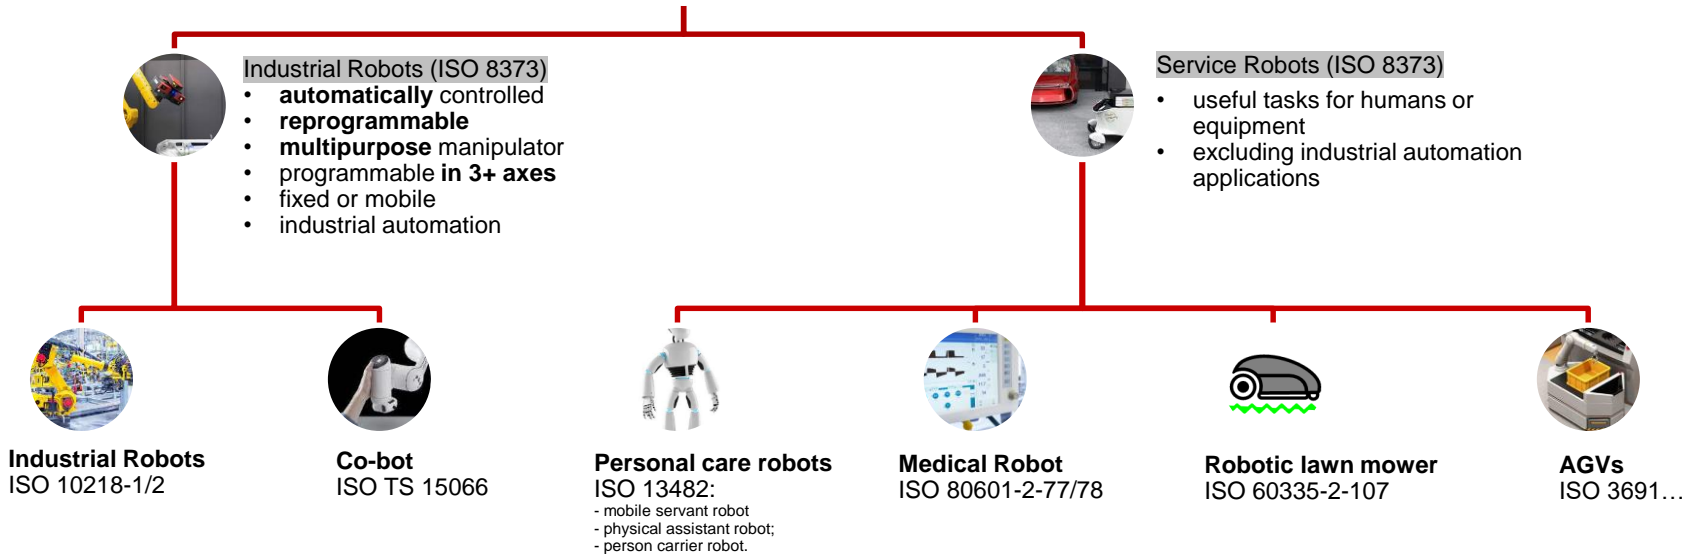 Industrial Robots (ISO 8373)
• automatically controlled
• reprogrammable
• multipurpose manipulator
• programmable in 3+ axes
• fixed or mobile
• industrial automation
Service Robots (ISO 8373)
• useful tasks for humans or
equipment
• excluding industrial automation
applications
Industrial Robots
ISO 10218-1/2
Co-bot
ISO TS 15066
Personal care robots
ISO 13482:
- mobile servant robot
- physical assistant robot;
- person carrier robot.
Medical Robot
ISO 80601-2-77/78
Robotic lawn mower
ISO 60335-2-107
AGVs
ISO 3691…